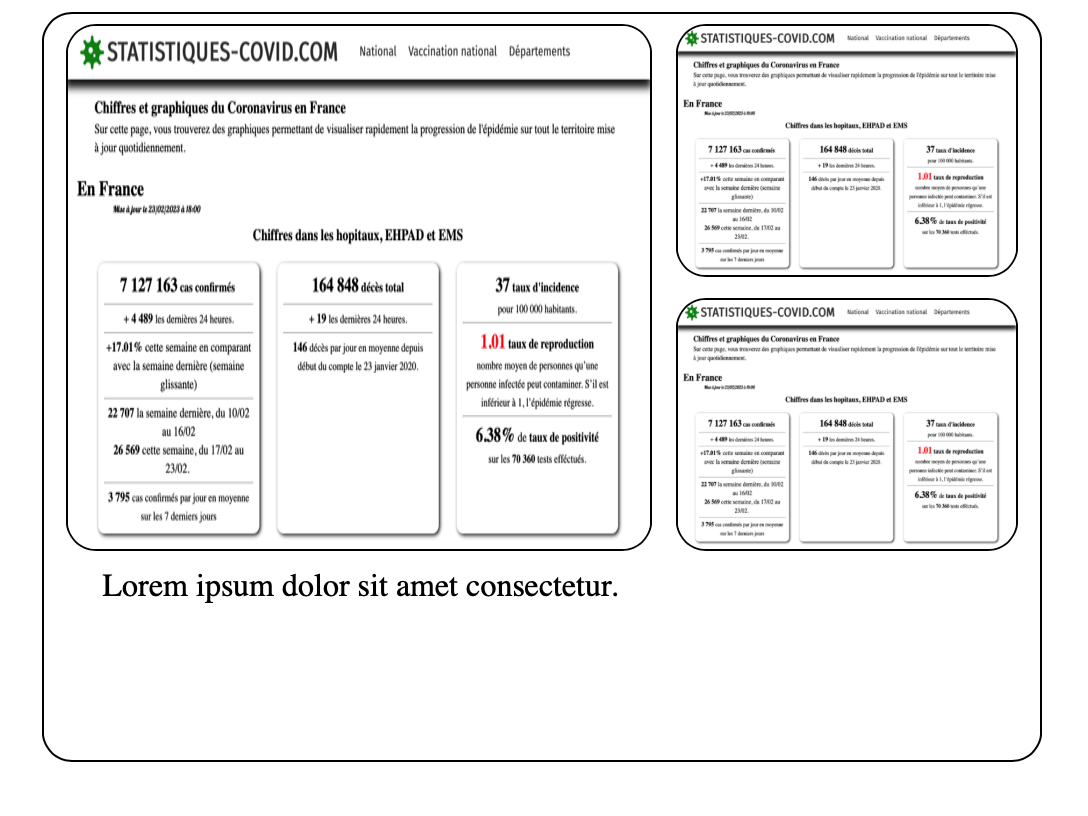 STATISTIQUES-COVID.COM National Vaccination national Départements
Chiffres et graphiques du Coronavirus en France
Sur cette page, vous trouverez des graphiques permettant de visualiser rapidement la progression de l'épidémie sur tout le territoire mise
à jour quotidiennement.
En France
Mise à jour le 23/02/2023 à 18:00
Chiffres dans les hopitaux, EHPAD et EMS
7 127 163 cas confirmés
+ 4 489 les dernières 24 heures.
+17.01% cette semaine en comparant
avec la semaine dernière (semaine
glissante)
22 707 la semaine dernière, du 10/02
au 16/02
26 569 cette semaine, du 17/02 au
23/02.
3 795 cas confirmés par jour en moyenne
sur les 7 derniers jours
164 848 décès total
+ 19 les dernières 24 heures.
146 décès par jour en moyenne depuis
début du compte le 23 janvier 2020.
37 taux d'incidence
pour 100 000 habitants.
1.01 taux de reproduction
nombre moyen de personnes qu'une
personne infectée peut contaminer. S'il est
inférieur à 1, l'épidémie régresse.
6.38% de taux de positivité
sur les 70 360 tests éfféctués.
STATISTIQUES-COVID.COM National Vaccination national Départements
Chiffres et graphiques du Coronavirus en France
Sur cette page, vous trouverez des graphiques permettant de visualiser rapidement la progression de l'épidémie sur tout le territoire mise
à jour quotidiennement.
En France
Mise à jour le 23/02/2023 à 18:00
Chiffres dans les hopitaux, EHPAD et EMS
7 127 163 cas confirmés
+ 4 489 les dernières 24 heures.
+17.01% cette semaine en comparant
avec la semaine dernière (semaine
glissante)
22 707 la semaine dernière, du 10/02
au 16/02
26 569 cette semaine, du 17/02 au
23/02.
3 795 cas confirmés par jour en moyenne
sur les 7 derniers jours
164 848 décès total
+ 19 les dernières 24 heures.
146 décès par jour en moyenne depuis
début du compte le 23 janvier 2020.
37 taux d'incidence
pour 100 000 habitants.
1.01 taux de reproduction
nombre moyen de personnes qu'une
personne infectée peut contaminer. S'il est
inférieur à 1, l'épidémie régresse.
6.38% de taux de positivité
sur les 70 360 tests éfféctués.
STATISTIQUES-COVID.COM National Vaccination national Départements
Chiffres et graphiques du Coronavirus en France
Sur cette page, vous trouverez des graphiques permettant de visualiser rapidement la progression de l'épidémie sur tout le territoire mise
à jour quotidiennement.
En France
Mise à jour le 23/02/2023 à 18:00
Chiffres dans les hopitaux, EHPAD et EMS
7 127 163 cas confirmés
+ 4 489 les dernières 24 heures.
+17.01% cette semaine en comparant
avec la semaine dernière (semaine
glissante)
22 707 la semaine dernière, du 10/02
au 16/02
26 569 cette semaine, du 17/02 au
23/02.
3 795 cas confirmés par jour en moyenne
sur les 7 derniers jours
164 848 décès total
+ 19 les dernières 24 heures.
146 décès par jour en moyenne depuis
début du compte le 23 janvier 2020.
37 taux d'incidence
pour 100 000 habitants.
1.01 taux de reproduction
nombre moyen de personnes qu'une
personne infectée peut contaminer. S'il est
inférieur à 1, l'épidémie régresse.
6.38% de taux de positivité
sur les 70 360 tests éfféctués.
Lorem ipsum dolor sit amet consectetur.